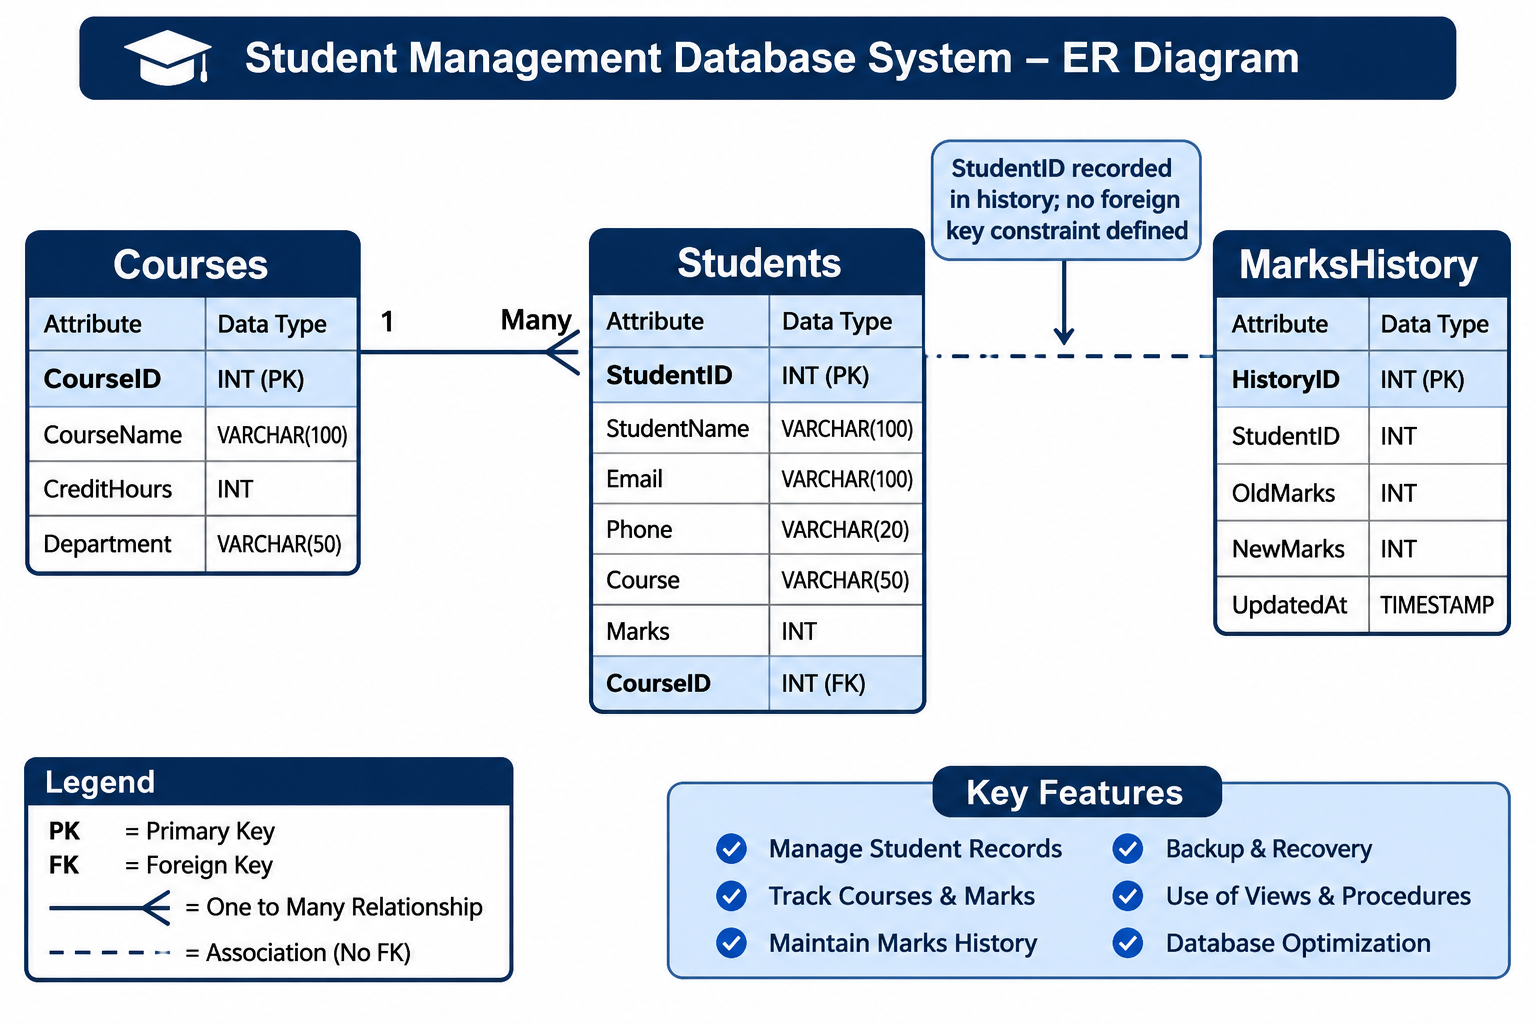 Student Management Database System – ER Diagram
StudentID recorded
in history; no foreign
key constraint defined
Courses
Attribute Data Type
CourseID INT (PK)
CourseName VARCHAR(100)
CreditHours INT
Department VARCHAR(50)
1 Many
Students
Attribute Data Type
StudentID INT (PK)
StudentName VARCHAR(100)
Email VARCHAR(100)
Phone VARCHAR(20)
Course VARCHAR(50)
Marks INT
CourseID INT (FK)
MarksHistory
Attribute Data Type
HistoryID INT (PK)
StudentID INT
OldMarks INT
NewMarks INT
UpdatedAt TIMESTAMP
Legend
PK = Primary Key
FK = Foreign Key
= One to Many Relationship
= Association (No FK)
Key Features
Manage Student Records
Track Courses & Marks
Maintain Marks History
Backup & Recovery
Use of Views & Procedures
Database Optimization